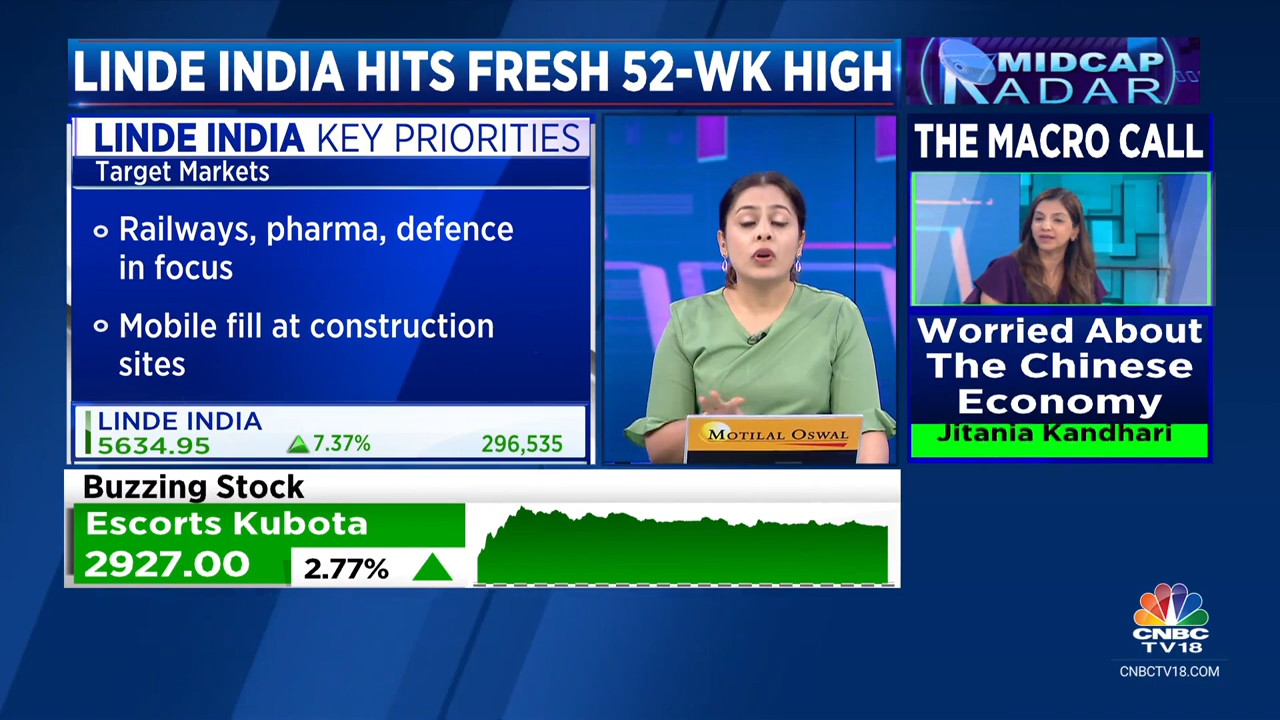 LINDE INDIA HITS FRESH 52-WK HIGH
MIDCAP
RADAR
LINDE INDIA KEY PRIORITIES
Target Markets
Railways, pharma, defence
in focus
Mobile fill at construction
sites
LINDE INDIA
5634.95 7.37% 296,535
MOTILAL OSWAL
THE MACRO CALL
Worried About
The Chinese
Economy
Jitania Kandhari
Buzzing Stock
Escorts Kubota
2927.00 2.77%
CNBC
TV18
CNBCTV18.COM